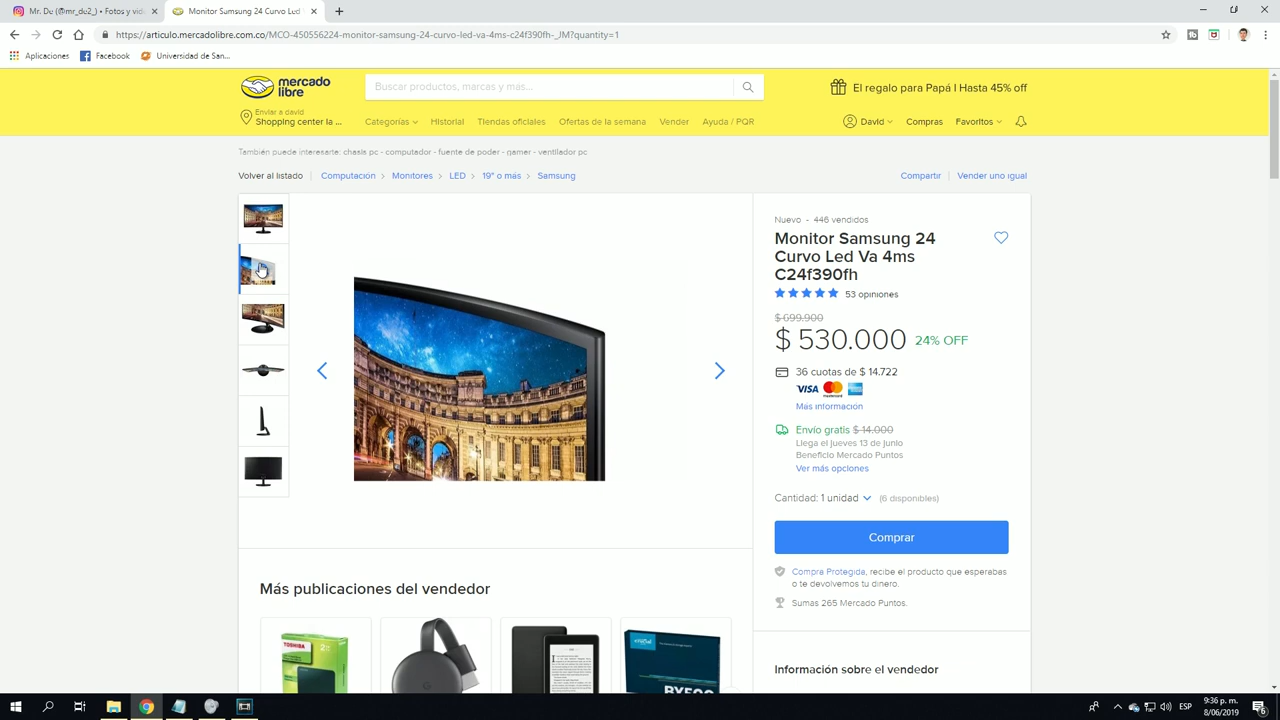 Mr. De (@mr_de2_) • Fotos y vid
Monitor Samsung 24 Curvo Led V
https://articulo.mercadolibre.com.co/MCO-450556224-monitor-samsung-24-curvo-led-va-4ms-c24f390fh-_JM?quantity=1
Aplicaciones
Facebook
Universidad de San...
mercado
libre
Buscar productos, marcas y más...
El regalo para Papá | Hasta 45% off
Enviar a david
Shopping center la ...
Categorías
Historial
Tiendas oficiales
Ofertas de la semana
Vender
Ayuda / PQR
David
Compras
Favoritos
También puede interesarte: chasis pc - computador - fuente de poder - gamer - ventilador pc
Volver al listado
Computación > Monitores > LED > 19" o más > Samsung
Compartir
Vender uno igual
Nuevo - 446 vendidos
Monitor Samsung 24
Curvo Led Va 4ms
C24f390fh
53 opiniones
$ 699.900
$ 530.000 24% OFF
36 cuotas de $ 14.722
VISA
mastercard
Más información
Envío gratis $ 14.000
Llega el jueves 13 de junio
Beneficio Mercado Puntos
Ver más opciones
Cantidad: 1 unidad (6 disponibles)
Comprar
Compra Protegida, recibe el producto que esperabas
o te devolvemos tu dinero.
Sumas 265 Mercado Puntos.
Más publicaciones del vendedor
TOSHIBA
crucial
BX500
Información sobre el vendedor
ESP
9:36 p. m.
8/06/2019